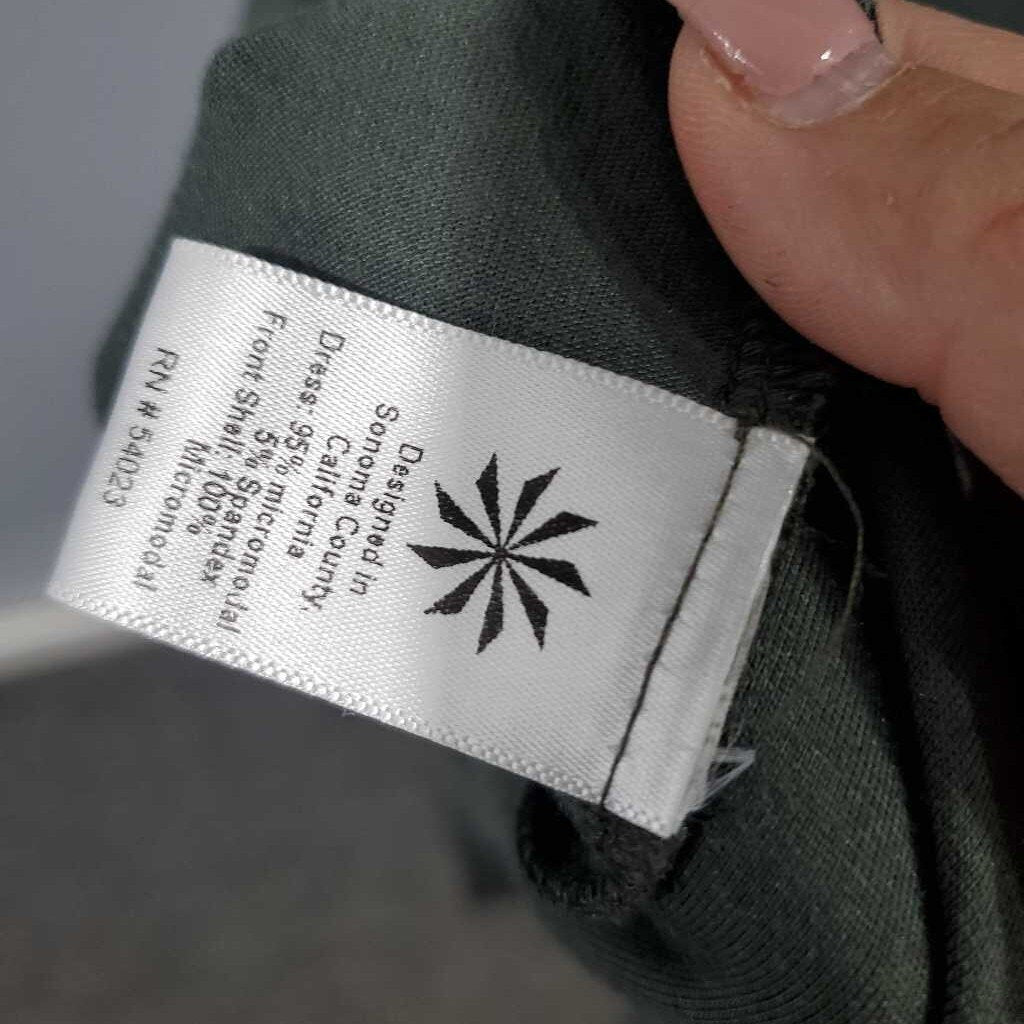 Designed in
Sonoma County,
California
Dress: 95% micromodal
5% Spandex
Front Shell: 100%
Micromodal
RN # 54023